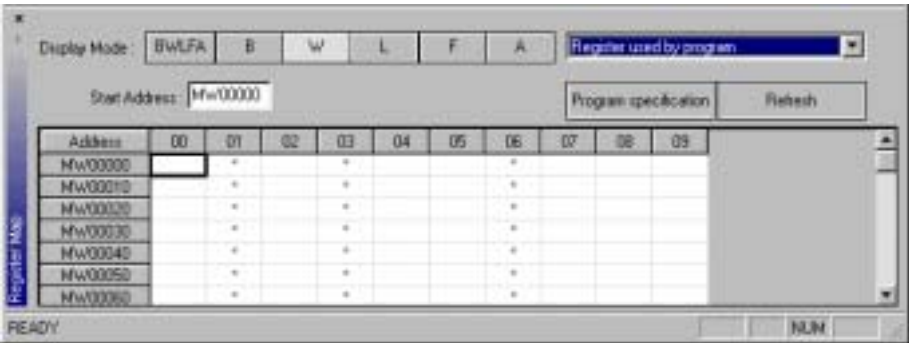 Display Mode : BWLFA B W L F A Register used by program
Start Address : MW00000 Program specification Refresh
Address 00 01 02 03 04 05 06 07 08 09
MW00000 * * *
MW00010 * * *
MW00020 * * *
MW00030 * * *
MW00040 * * *
MW00050 * * *
MW00060 * * *
Register Map
READY NUM